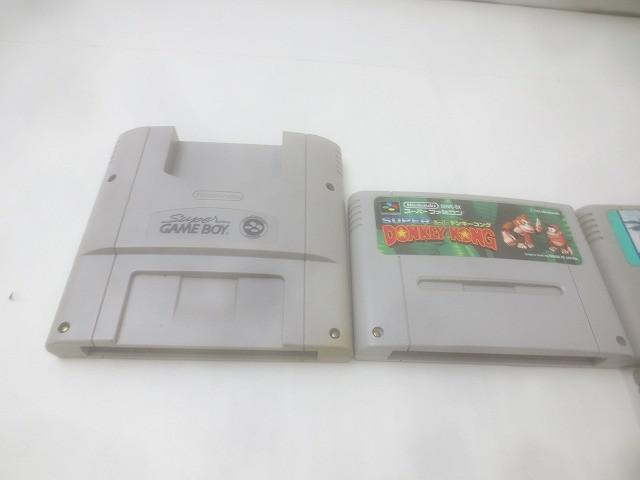 Nintendo
Super
GAME BOY
Nintendo
スーパーファミコン
SUPER スーパードンキーコング
DONKEY KONG